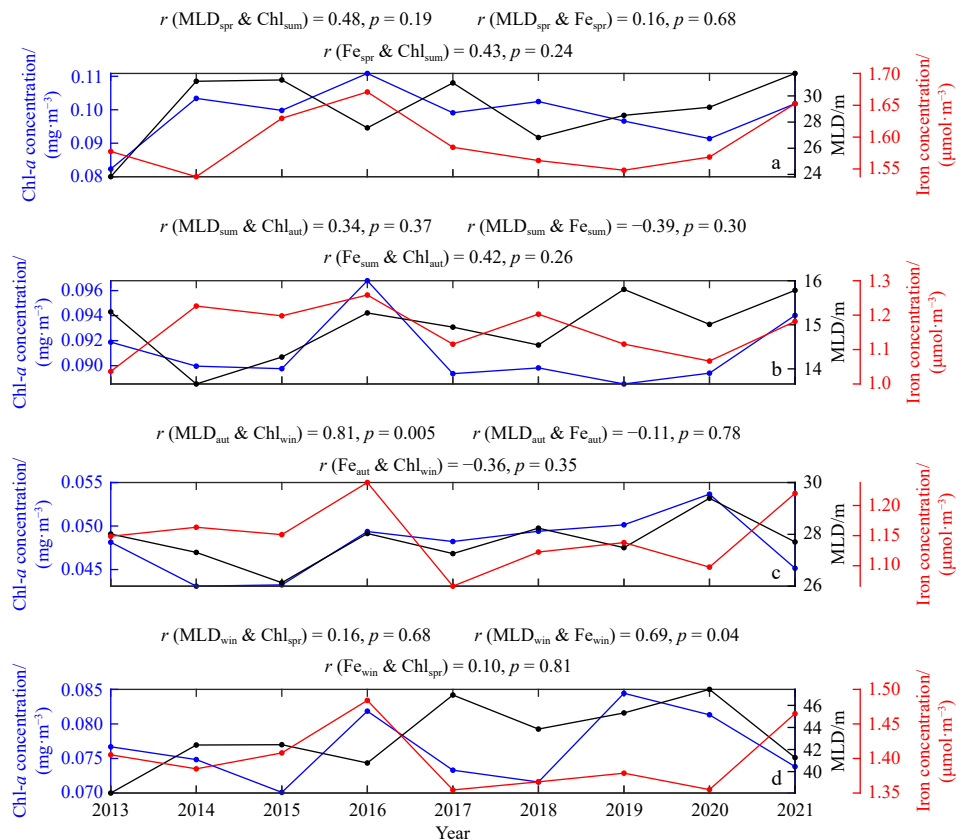 r (MLDspr & Chlsum) = 0.48, p = 0.19 r (MLDspr & Fespr) = 0.16, p = 0.68
r (Fespr & Chlsum) = 0.43, p = 0.24
Chl-a concentration/
(mg·m−3)
0.11
0.10
0.09
0.08
30
28
26
24
MLD/m
1.70
1.65
1.60
1.55
Iron concentration/
(μmol·m−3)
a
r (MLDsum & Chlaut) = 0.34, p = 0.37 r (MLDsum & Fesum) = −0.39, p = 0.30
r (Fesum & Chlaut) = 0.42, p = 0.26
Chl-a concentration/
(mg·m−3)
0.096
0.094
0.092
0.090
16
15
14
MLD/m
1.3
1.2
1.1
1.0
Iron concentration/
(μmol·m−3)
b
r (MLDaut & Chlwin) = 0.81, p = 0.005 r (MLDaut & Feaut) = −0.11, p = 0.78
r (Feaut & Chlwin) = −0.36, p = 0.35
Chl-a concentration/
(mg·m−3)
0.055
0.050
0.045
30
28
26
MLD/m
1.20
1.15
1.10
Iron concentration/
(μmol·m−3)
c
r (MLDwin & Chlspr) = 0.16, p = 0.68 r (MLDwin & Fewin) = 0.69, p = 0.04
r (Fewin & Chlspr) = 0.10, p = 0.81
Chl-a concentration/
(mg·m−3)
0.085
0.080
0.075
0.070
46
44
42
40
MLD/m
1.50
1.45
1.40
1.35
Iron concentration/
(μmol·m−3)
d
2013 2014 2015 2016 2017 2018 2019 2020 2021
Year